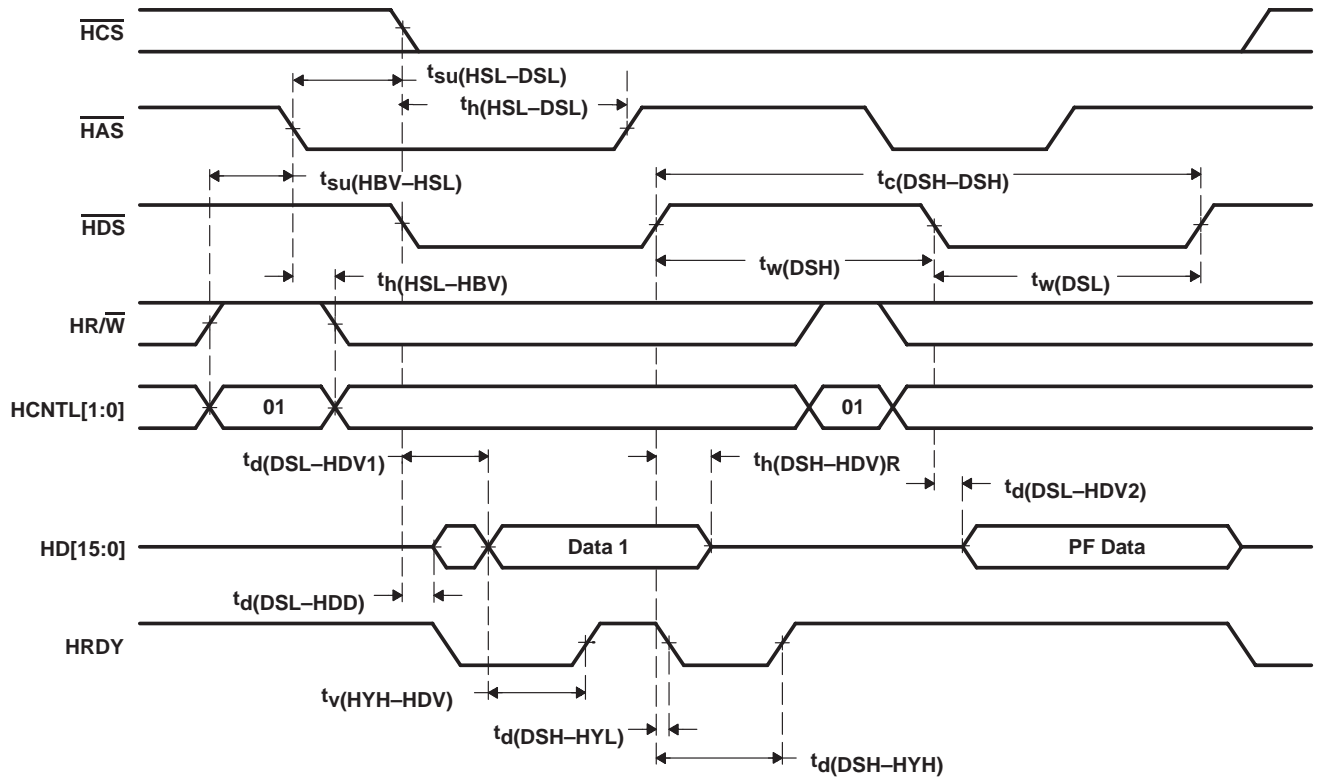 HCS
tsu(HSL–DSL)
th(HSL–DSL)
HAS
tsu(HBV–HSL)
tc(DSH–DSH)
HDS
tw(DSH)
th(HSL–HBV)
tw(DSL)
HR/W
HCNTL[1:0]
01
01
td(DSL–HDV1)
th(DSH–HDV)R
td(DSL–HDV2)
HD[15:0]
Data 1
PF Data
td(DSL–HDD)
HRDY
tv(HYH–HDV)
td(DSH–HYL)
td(DSH–HYH)